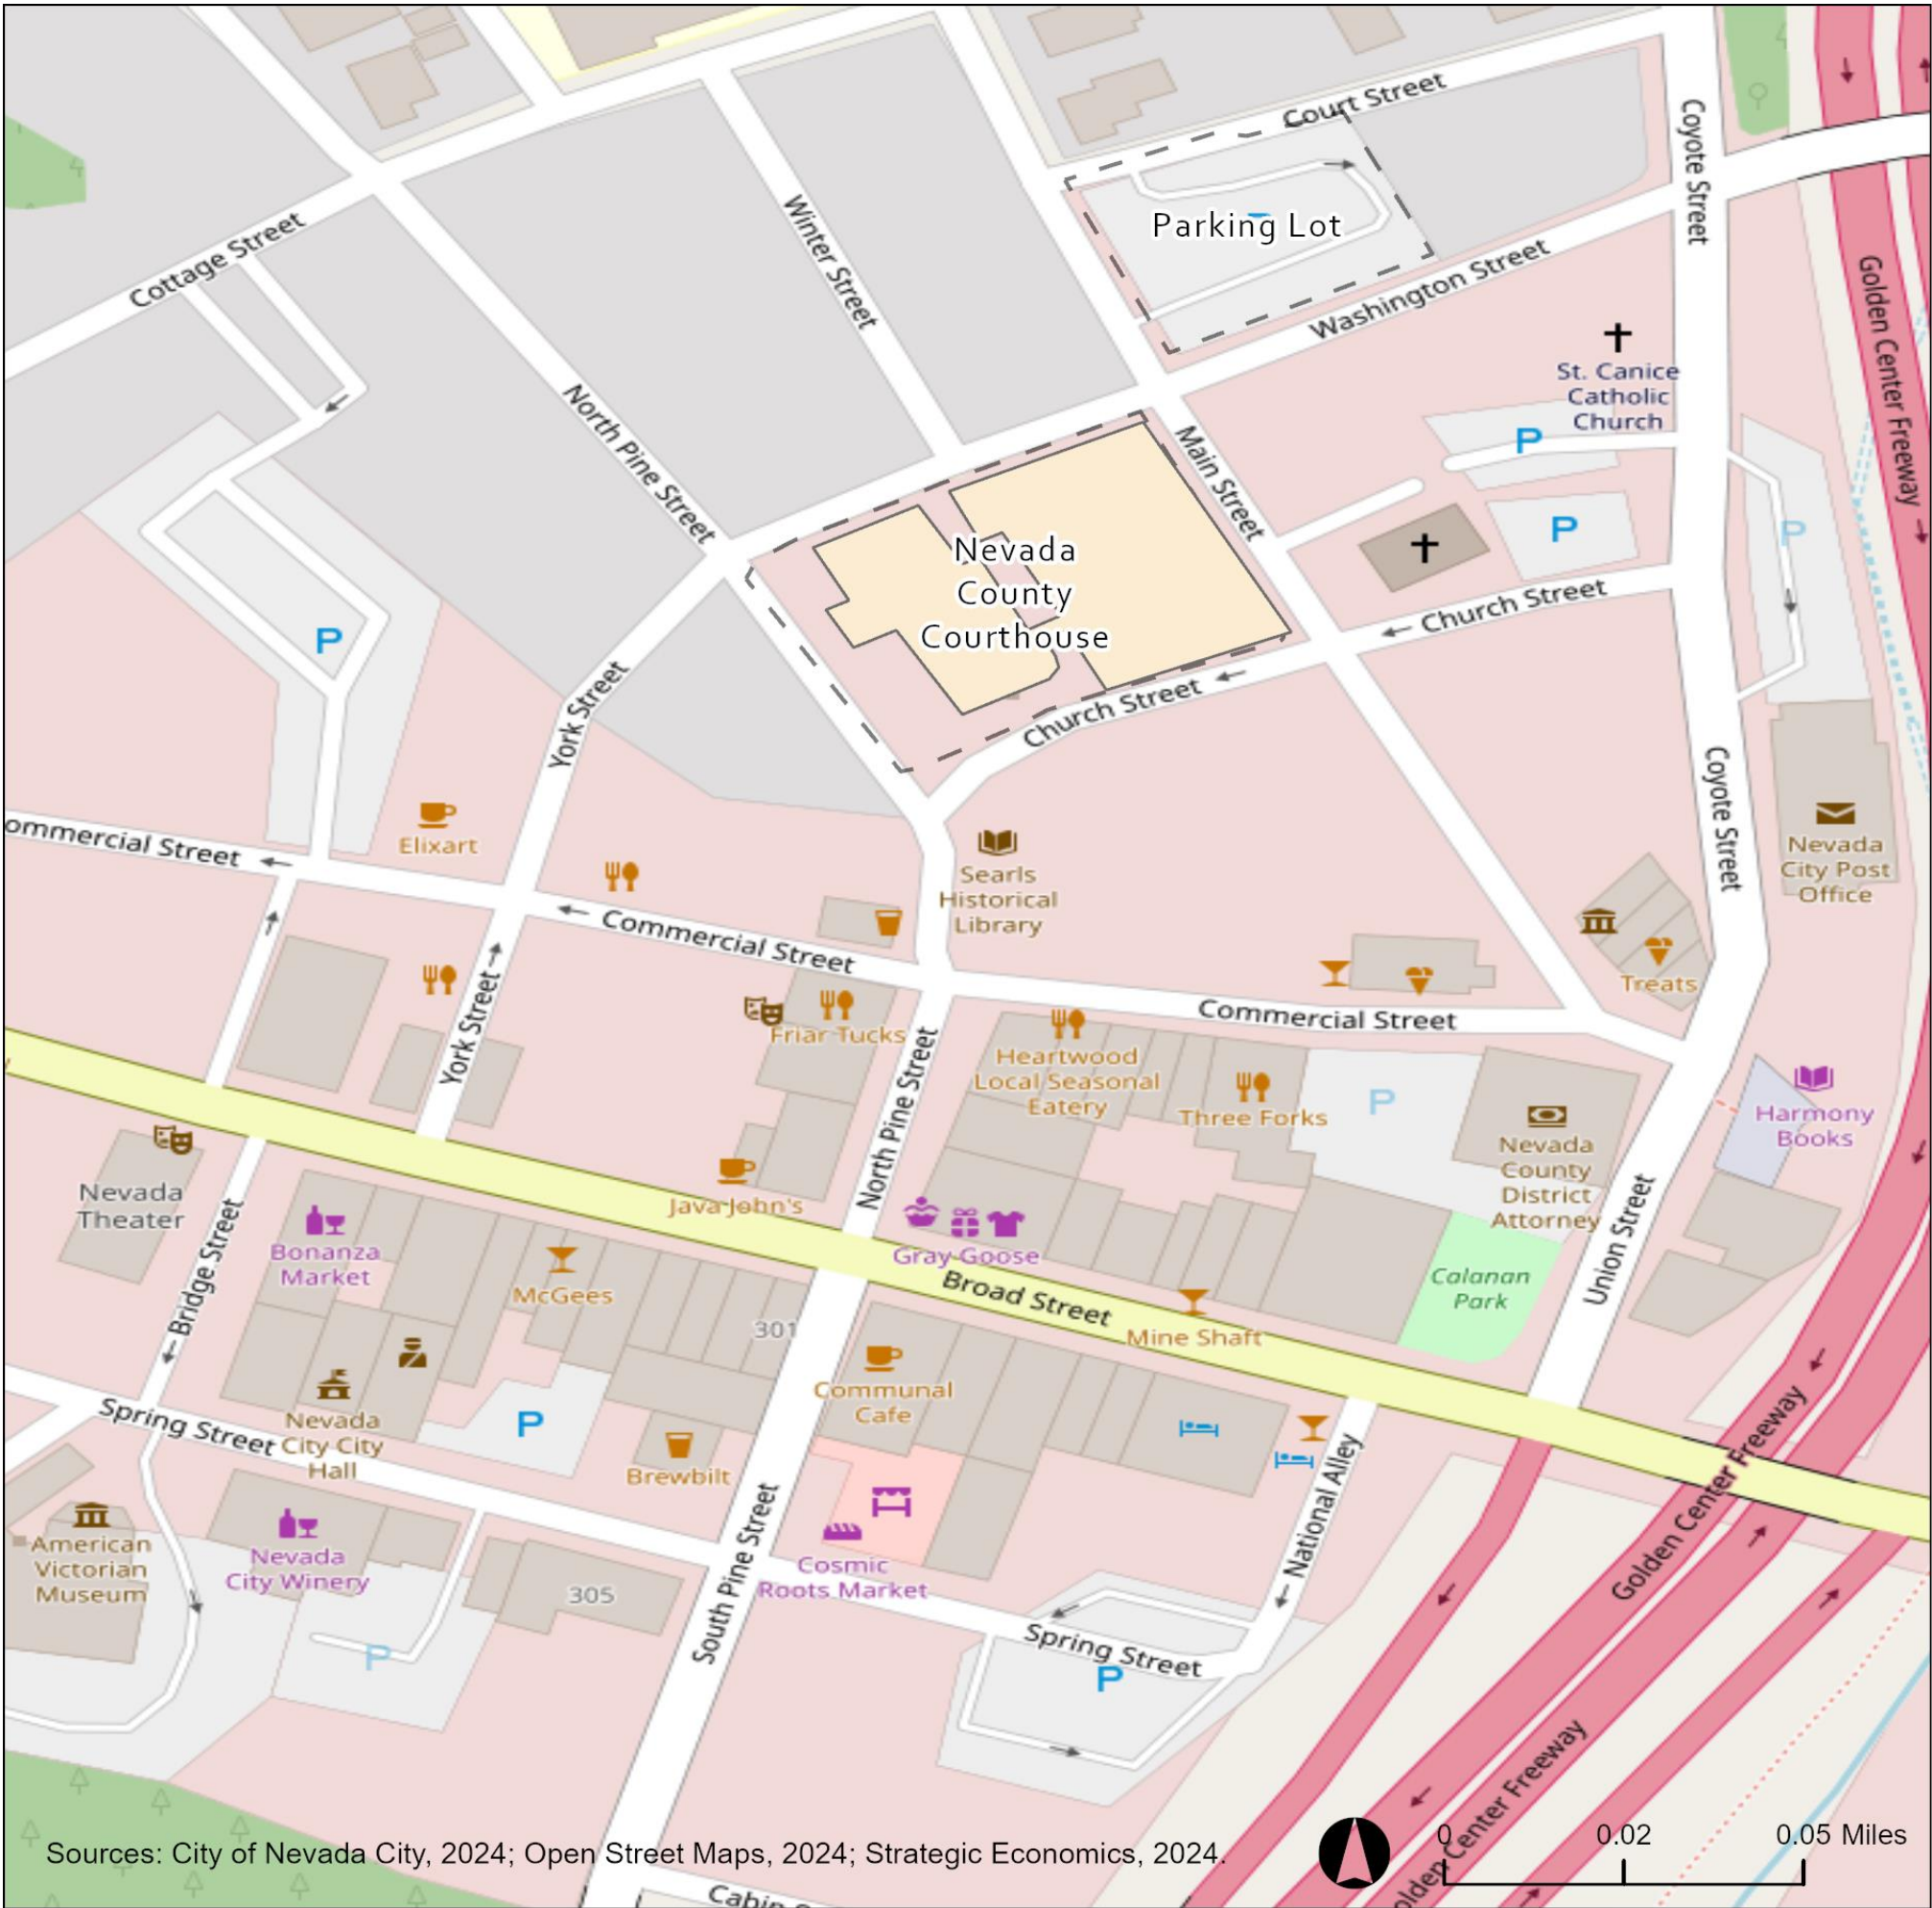 Court Street
Coyote Street
Parking Lot
Winter Street
Cottage Street
Washington Street
Golden Center Freeway
St. Canice
Catholic
Church
North Pine Street
Main Street
P
P
P
Nevada
County
Courthouse
Church Street
P
York Street
Church Street
Coyote Street
ommercial Street
Elixart
Searls
Historical
Library
Nevada
City Post
Office
Commercial Street
Treats
York Street
Friar Tucks
Commercial Street
North Pine Street
Heartwood
Local Seasonal
Eatery
Three Forks
P
Nevada
County
District
Attorney
Harmony
Books
Nevada
Theater
Java John's
Bridge Street
Bonanza
Market
McGees
Gray Goose
Broad Street
Union Street
Calanan
Park
Mine Shaft
301
Communal
Cafe
Spring Street
Nevada
City City
Hall
P
Brewbilt
National Alley
Golden Center Freeway
American
Victorian
Museum
Nevada
City Winery
305
South Pine Street
Cosmic
Roots Market
P
Spring Street
P
Golden Center Freeway
Sources: City of Nevada City, 2024; Open Street Maps, 2024; Strategic Economics, 2024.
0 0.02 0.05 Miles
Cabin S